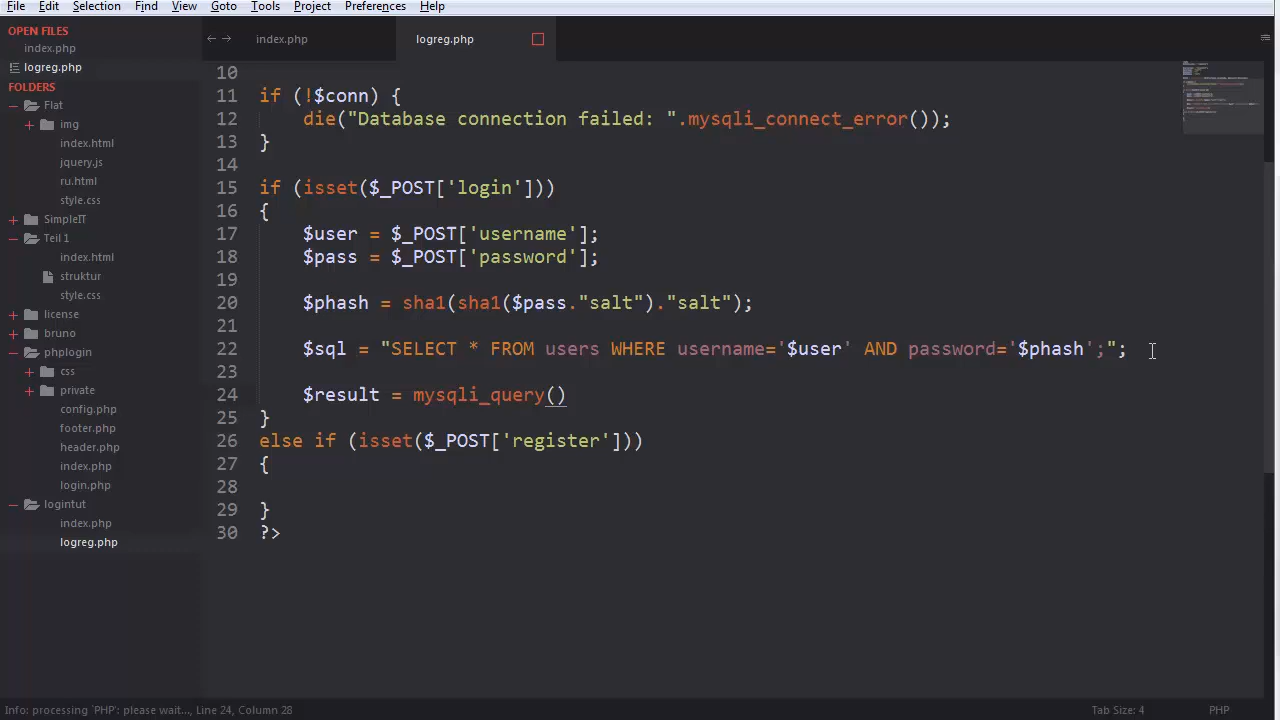 File Edit Selection Find View Goto Tools Project Preferences Help
OPEN FILES
index.php
logreg.php
FOLDERS
Flat
img
index.html
jquery.js
ru.html
style.css
SimpleIT
Teil 1
index.html
struktur
style.css
license
bruno
phplogin
css
private
config.php
footer.php
header.php
index.php
login.php
logintut
index.php
logreg.php
index.php logreg.php
10
11 if (!$conn) {
12 die("Database connection failed: ".mysqli_connect_error());
13 }
14
15 if (isset($_POST['login']))
16 {
17 $user = $_POST['username'];
18 $pass = $_POST['password'];
19
20 $phash = sha1(sha1($pass."salt")."salt");
21
22 $sql = "SELECT * FROM users WHERE username='$user' AND password='$phash';";
23
24 $result = mysqli_query()
25 }
26 else if (isset($_POST['register']))
27 {
28
29 }
30 ?>
Info: processing `PHP`: please wait..., Line 24, Column 28 Tab Size: 4 PHP